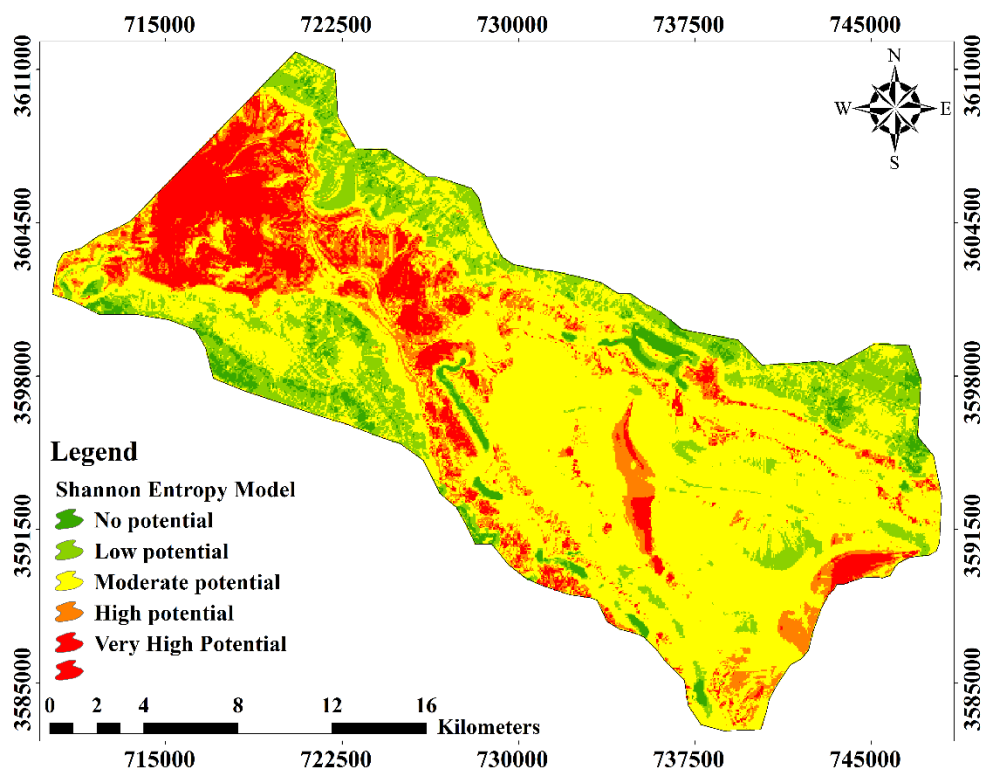 715000 722500 730000 737500 745000
3611000 3611000
N
W E
S
3604500 3604500
3598000 3598000
Legend
Shannon Entropy Model
No potential
3591500 3591500
Low potential
Moderate potential
High potential
Very High Potential
3585000 3585000
0 2 4 8 12 16
Kilometers
715000 722500 730000 737500 745000